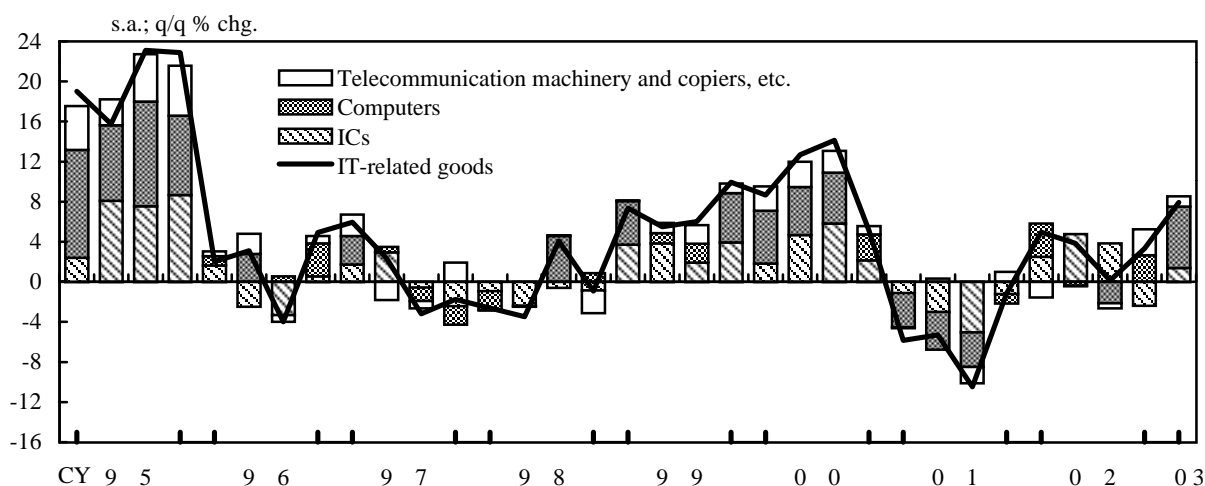 s.a.; q/q % chg.
24
20
16
12
8
4
0
-4
-8
-12
-16
Telecommunication machinery and copiers, etc.
Computers
ICs
IT-related goods
CY 9 5 9 6 9 7 9 8 9 9 0 0 0 1 0 2 0 3